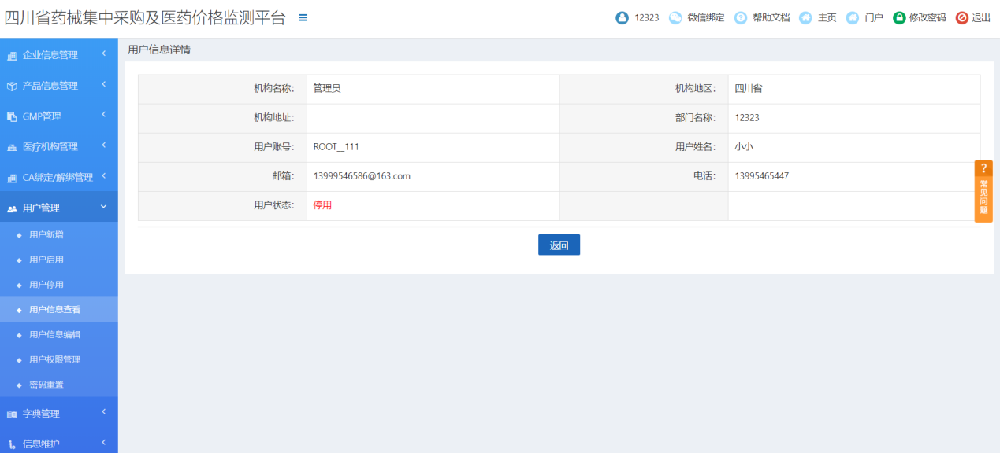 四川省药械集中采购及医药价格监测平台
12323 微信绑定 帮助文档 主页 门户 修改密码 退出
企业信息管理
产品信息管理
GMP管理
医疗机构管理
CA绑定/解绑管理
用户管理
用户新增
用户启用
用户停用
用户信息查看
用户信息编辑
用户权限管理
密码重置
字典管理
信息维护
用户信息详情
机构名称： 管理员 机构地区： 四川省
机构地址： 部门名称： 12323
用户账号： ROOT__111 用户姓名： 小小
邮箱： 13999546586@163.com 电话： 13995465447
用户状态： 停用
返回
?
常见问题